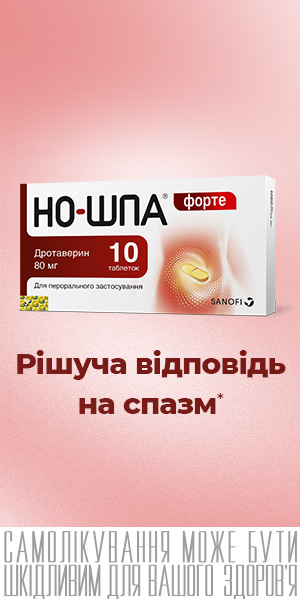 НО-ШПА®
форте
Дротаверин
80 мг
10
таблеток
Для перорального застосування
SANOFI
Рішуча відповідь
на спазм*
САМОЛІКУВАННЯ МОЖЕ БУТИ
ШКІДЛИВИМ ДЛЯ ВАШОГО ЗДОРОВ'Я